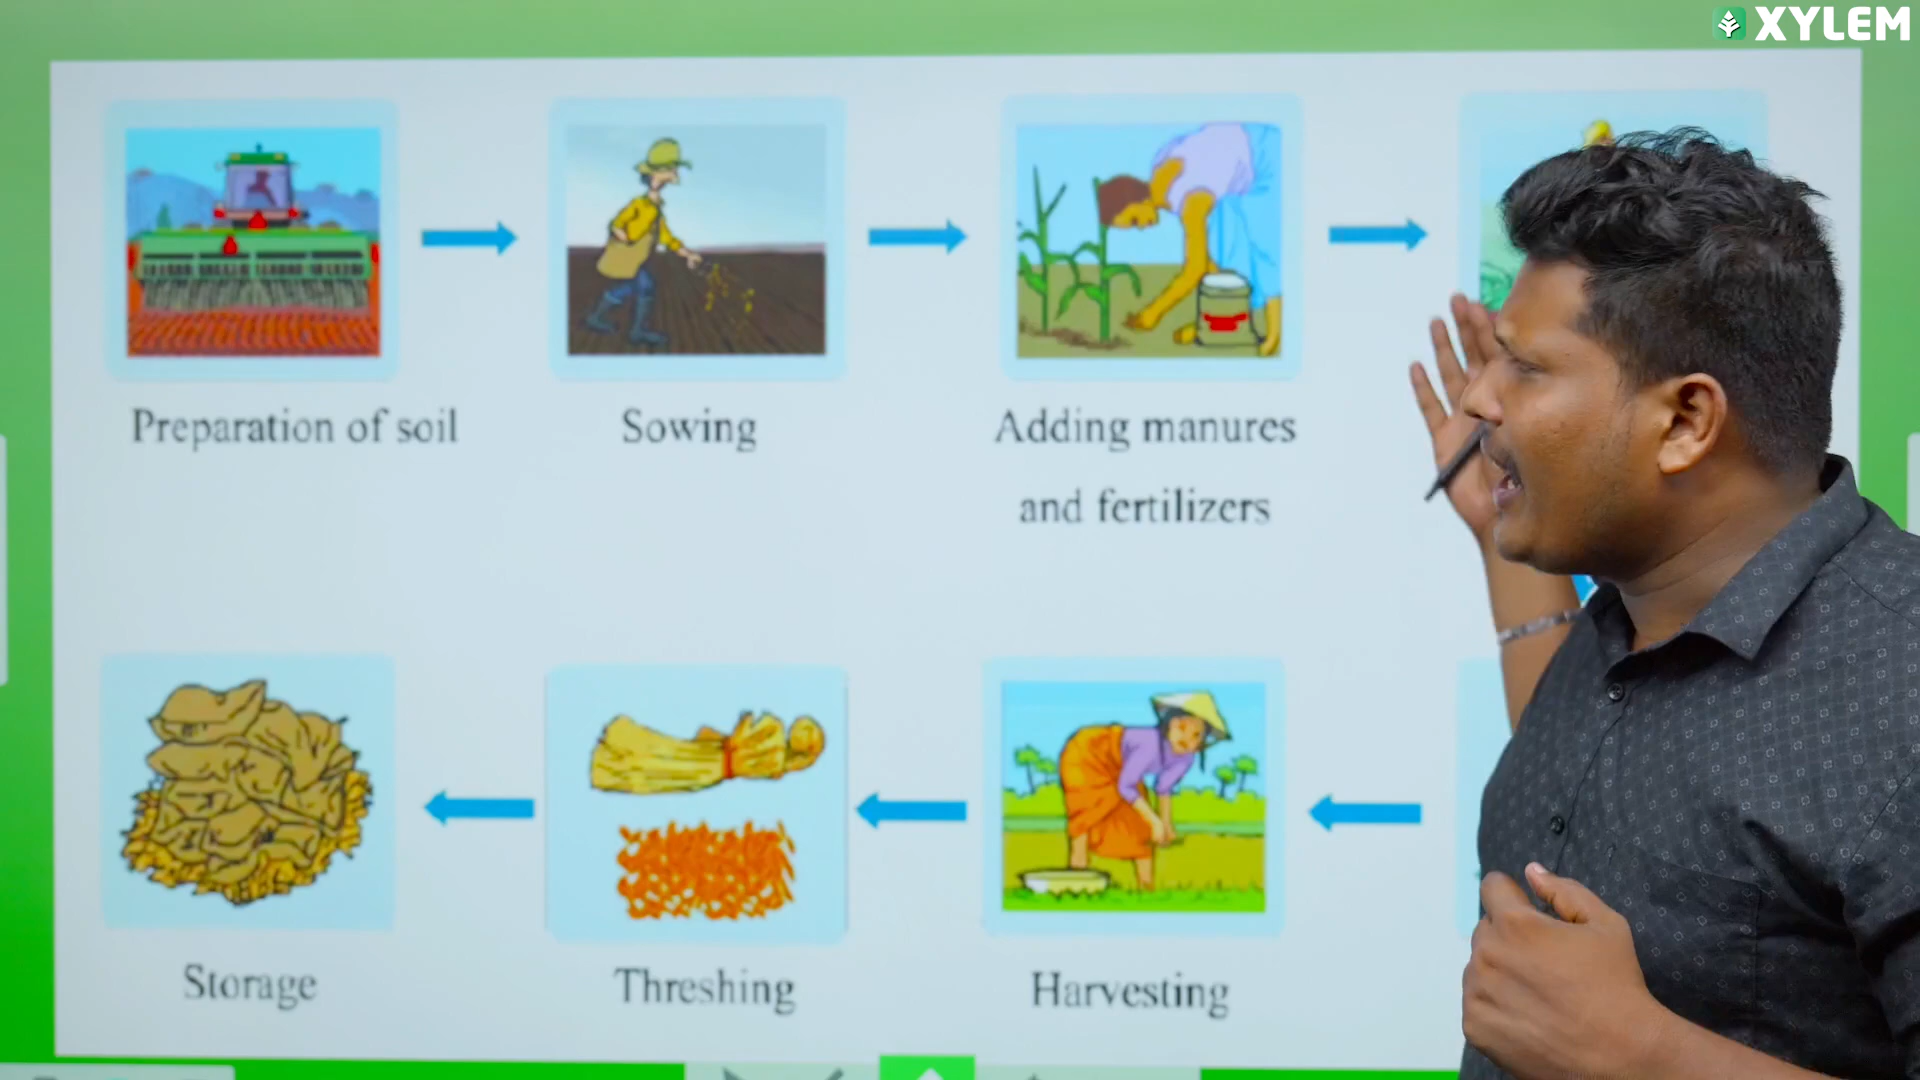 XYLEM
Preparation of soil
Sowing
Adding manures
and fertilizers
Storage
Threshing
Harvesting